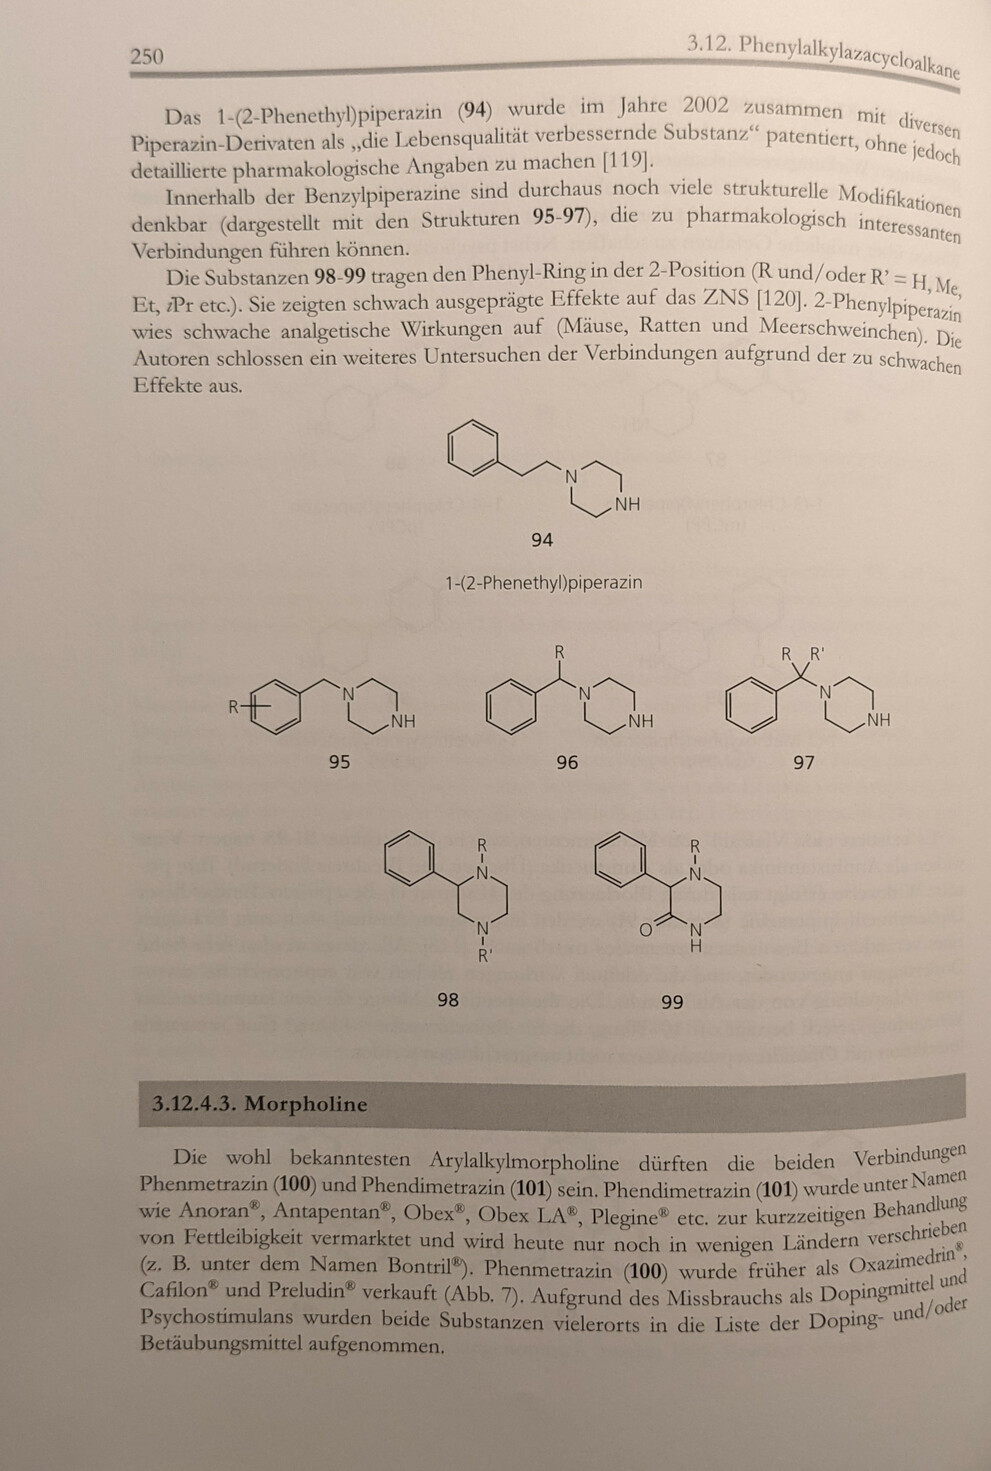 250
3.12. Phenylalkylazacycloalkane
Das 1-(2-Phenethyl)piperazin (94) wurde im Jahre 2002 zusammen mit diversen
Piperazin-Derivaten als „die Lebensqualität verbessernde Substanz“ patentiert, ohne jedoch
detaillierte pharmakologische Angaben zu machen [119].
Innerhalb der Benzylpiperazine sind durchaus noch viele strukturelle Modifikationen
denkbar (dargestellt mit den Strukturen 95-97), die zu pharmakologisch interessanten
Verbindungen führen können.
Die Substanzen 98-99 tragen den Phenyl-Ring in der 2-Position (R und/oder R’ = H, Me,
Et, iPr etc.). Sie zeigten schwach ausgeprägte Effekte auf das ZNS [120]. 2-Phenylpiperazin
wies schwache analgetische Wirkungen auf (Mäuse, Ratten und Meerschweinchen). Die
Autoren schlossen ein weiteres Untersuchen der Verbindungen aufgrund der zu schwachen
Effekte aus.
N
NH
94
1-(2-Phenethyl)piperazin
R
R R'
R
N
N
N
NH
NH
NH
95
96
97
R
R
N
N
N
O
N
H
R'
98
99
3.12.4.3. Morpholine
Die wohl bekanntesten Arylalkylmorpholine dürften die beiden Verbindungen
Phenmetrazin (100) und Phendimetrazin (101) sein. Phendimetrazin (101) wurde unter Namen
wie Anoran®, Antapentan®, Obex®, Obex LA®, Plegine® etc. zur kurzzeitigen Behandlung
von Fettleibigkeit vermarktet und wird heute nur noch in wenigen Ländern verschrieben
(z. B. unter dem Namen Bontril®). Phenmetrazin (100) wurde früher als Oxazimedrin®,
Cafilon® und Preludin® verkauft (Abb. 7). Aufgrund des Missbrauchs als Dopingmittel und
Psychostimulans wurden beide Substanzen vielerorts in die Liste der Doping- und/oder
Betäubungsmittel aufgenommen.